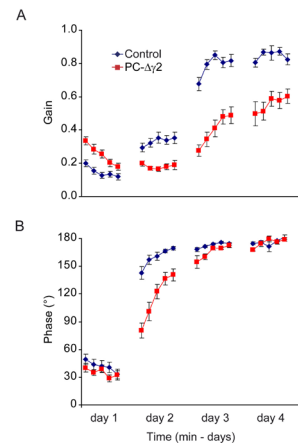 A
Control
PC-Δγ2
1.0
0.8
0.6
0.4
0.2
0.0
Gain
B
180
150
120
90
60
30
0
Phase (°)
day 1 day 2 day 3 day 4
Time (min - days)